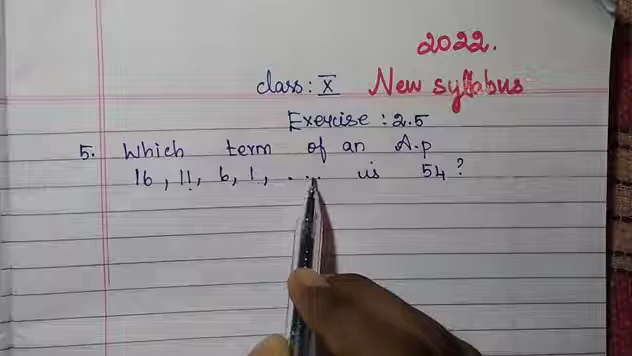 2022.
class: X New syllabus
Exercise : 2.5
5. Which term of an A.p
16, 11, 6, 1, .... is 54?